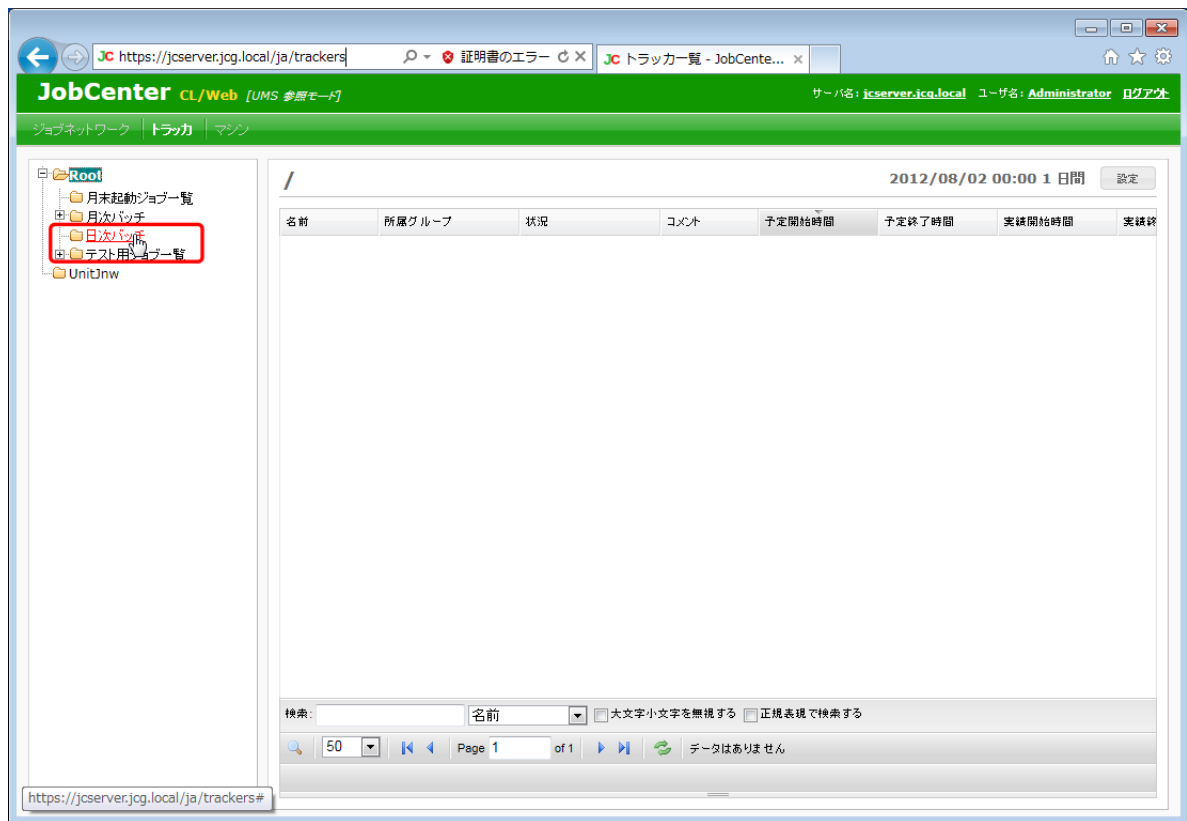 JC https://jcserver.jcg.local/ja/trackers 証明書のエラー JC トラッカ一覧 - JobCente...
JobCenter CL/Web [UMS 参照モード] サーバ名: jcserver.jcg.local ユーザ名: Administrator ログアウト
ジョブネットワーク トラッカ マシン
Root
月末起動ジョブ一覧
月次バッチ
日次バッチ
テスト用ジョブ一覧
UnitJnw
/ 2012/08/02 00:00 1 日間 設定
名前 所属グループ 状況 コメント 予定開始時間 予定終了時間 実績開始時間 実績終
検索: 名前 大文字小文字を無視する 正規表現で検索する
50 Page 1 of 1 データはありません
https://jcserver.jcg.local/ja/trackers#